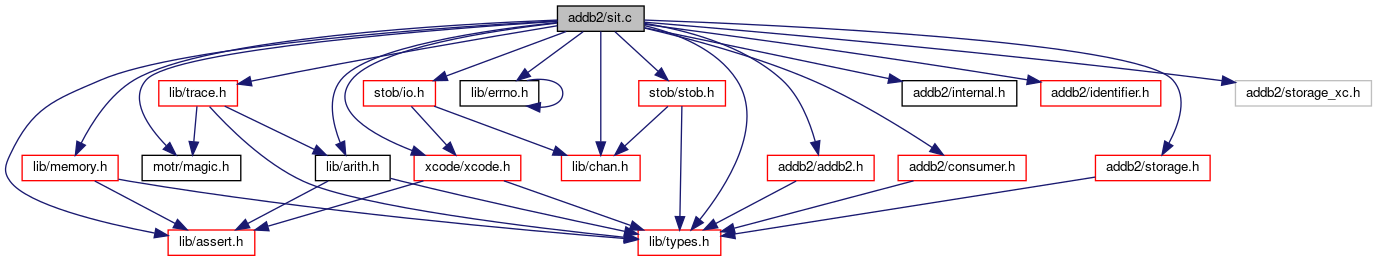 addb2/sit.c
lib/trace.h
stob/io.h
lib/errno.h
stob/stob.h
addb2/internal.h
addb2/identifier.h
addb2/storage_xc.h
lib/memory.h
motr/magic.h
lib/arith.h
xcode/xcode.h
lib/chan.h
addb2/addb2.h
addb2/consumer.h
addb2/storage.h
lib/assert.h
lib/types.h